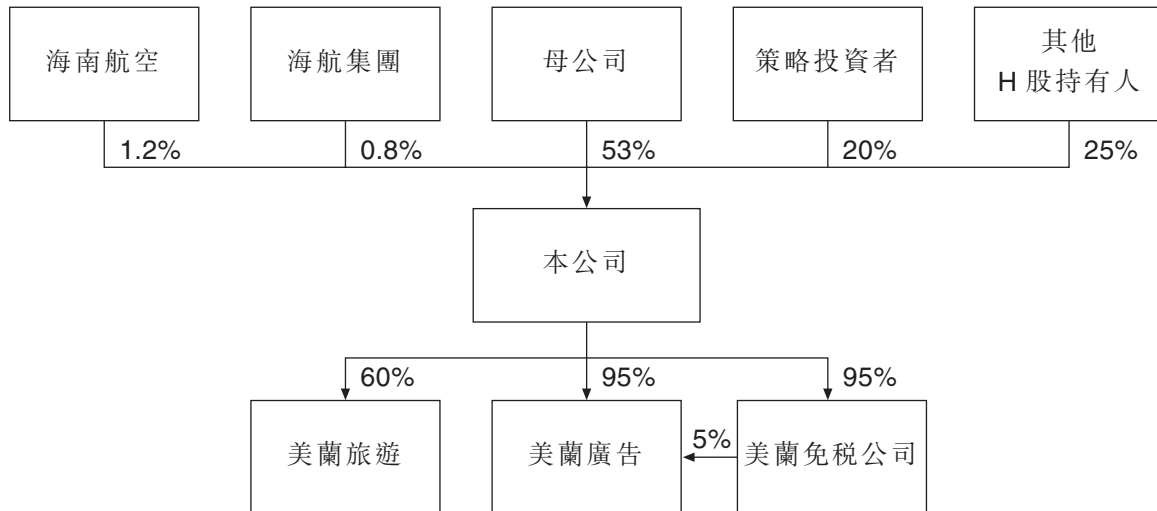 海南航空
海航集團
母公司
策略投資者
其他
H 股持有人
1.2%
0.8%
53%
20%
25%
本公司
60%
95%
95%
美蘭旅遊
美蘭廣告
5%
美蘭免税公司